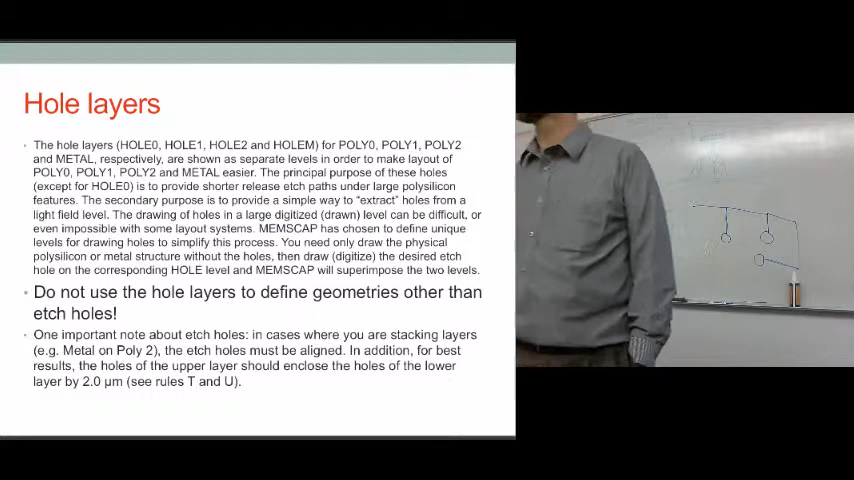 Hole layers
The hole layers (HOLE0, HOLE1, HOLE2 and HOLEM) for POLY0, POLY1, POLY2
and METAL, respectively, are shown as separate levels in order to make layout of
POLY0, POLY1, POLY2 and METAL easier. The principal purpose of these holes
(except for HOLE0) is to provide shorter release etch paths under large polysilicon
features. The secondary purpose is to provide a simple way to “extract” holes from a
light field level. The drawing of holes in a large digitized (drawn) level can be difficult, or
even impossible with some layout systems. MEMSCAP has chosen to define unique
levels for drawing holes to simplify this process. You need only draw the physical
polysilicon or metal structure without the holes, then draw (digitize) the desired etch
hole on the corresponding HOLE level and MEMSCAP will superimpose the two levels.
Do not use the hole layers to define geometries other than
etch holes!
One important note about etch holes: in cases where you are stacking layers
(e.g. Metal on Poly 2), the etch holes must be aligned. In addition, for best
results, the holes of the upper layer should enclose the holes of the lower
layer by 2.0 μm (see rules T and U).